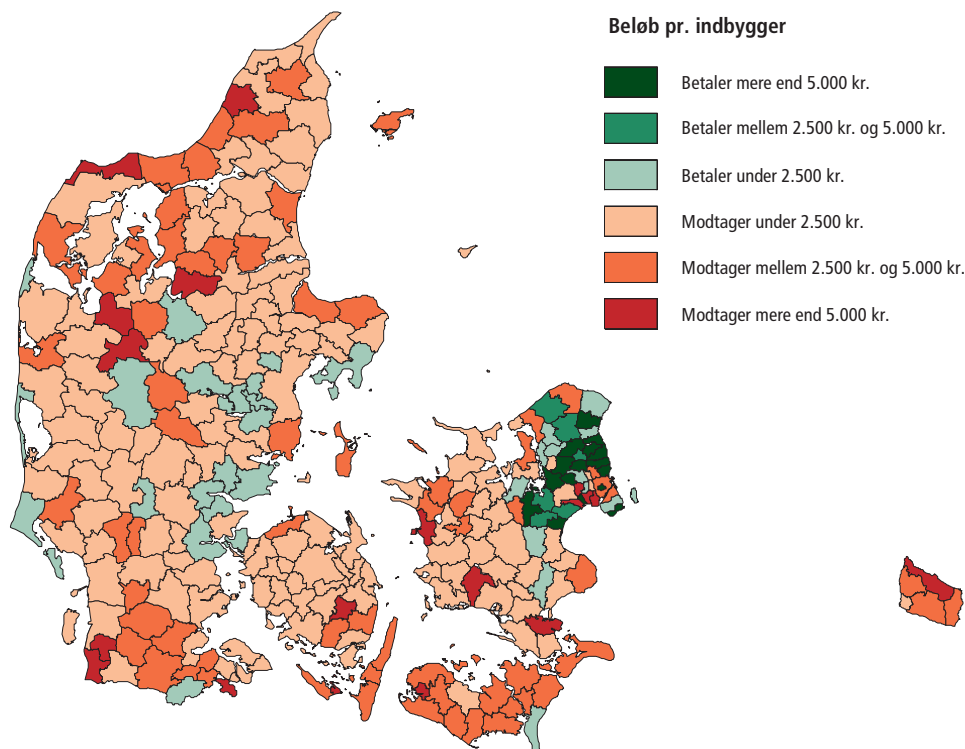 Beløb pr. indbygger
Betaler mere end 5.000 kr.
Betaler mellem 2.500 kr. og 5.000 kr.
Betaler under 2.500 kr.
Modtager under 2.500 kr.
Modtager mellem 2.500 kr. og 5.000 kr.
Modtager mere end 5.000 kr.